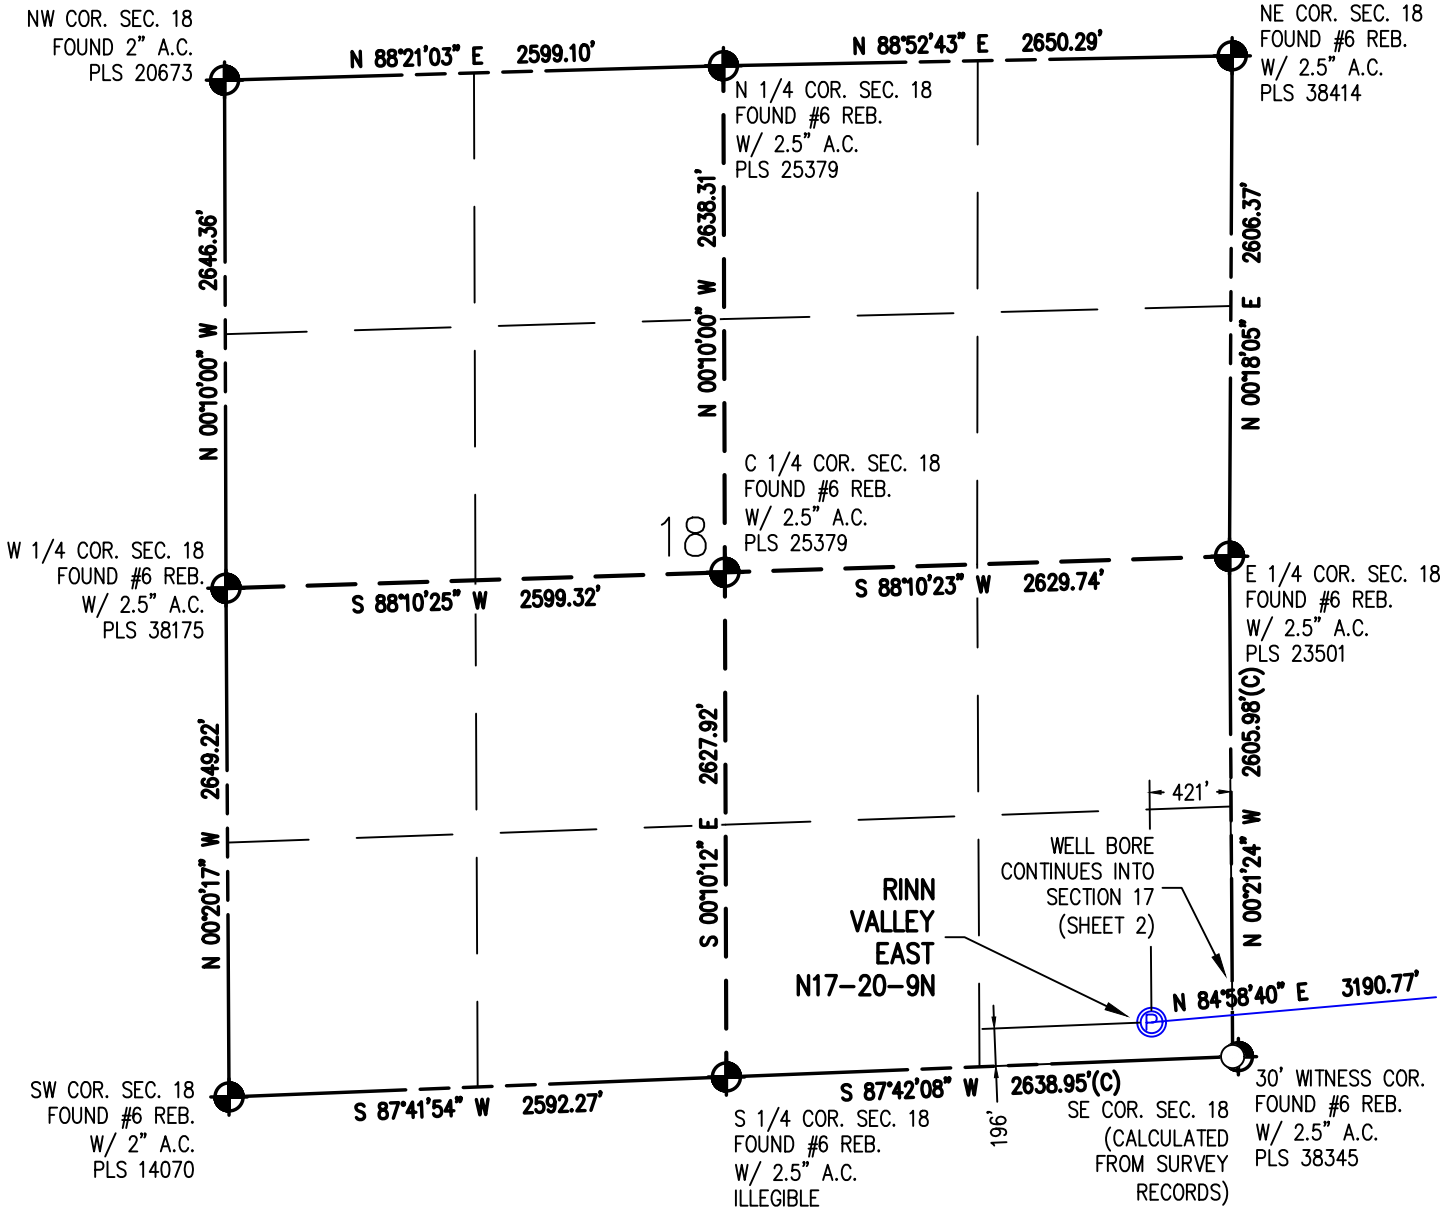 NW COR. SEC. 18
FOUND 2" A.C.
PLS 20673
N 88°21'03" E 2599.10'
N 88°52'43" E 2650.29'
NE COR. SEC. 18
FOUND #6 REB.
W/ 2.5" A.C.
PLS 38414
N 1/4 COR. SEC. 18
FOUND #6 REB.
W/ 2.5" A.C.
PLS 25379
N 00°10'00" W 2646.36'
N 00°10'00" W 2638.31'
N 00°18'05" E 2606.37'
C 1/4 COR. SEC. 18
FOUND #6 REB.
W/ 2.5" A.C.
PLS 25379
18
W 1/4 COR. SEC. 18
FOUND #6 REB.
W/ 2.5" A.C.
PLS 38175
S 88°10'25" W 2599.32'
S 88°10'23" W 2629.74'
E 1/4 COR. SEC. 18
FOUND #6 REB.
W/ 2.5" A.C.
PLS 23501
N 00°20'17" W 2649.22'
S 00°10'12" E 2627.92'
N 00°21'24" W 2605.98'(C)
421'
WELL BORE
CONTINUES INTO
SECTION 17
(SHEET 2)
RINN
VALLEY
EAST
N17-20-9N
P
N 84°58'40" E 3190.77'
196'
SW COR. SEC. 18
FOUND #6 REB.
W/ 2" A.C.
PLS 14070
S 87°41'54" W 2592.27'
S 87°42'08" W 2638.95'(C)
S 1/4 COR. SEC. 18
FOUND #6 REB.
W/ 2.5" A.C.
ILLEGIBLE
SE COR. SEC. 18
(CALCULATED
FROM SURVEY
RECORDS)
30' WITNESS COR.
FOUND #6 REB.
W/ 2.5" A.C.
PLS 38345